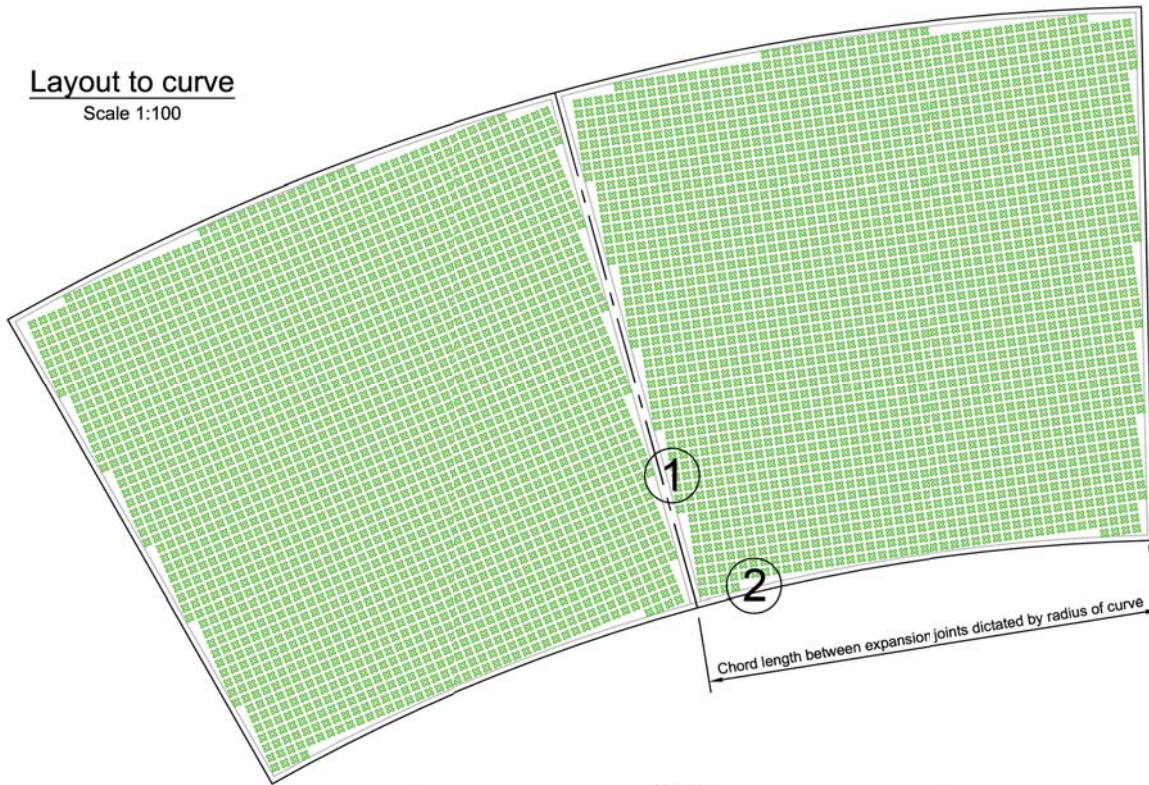 Layout to curve
Scale 1:100
1
2
Chord length between expansion joints dictated by radius of curve